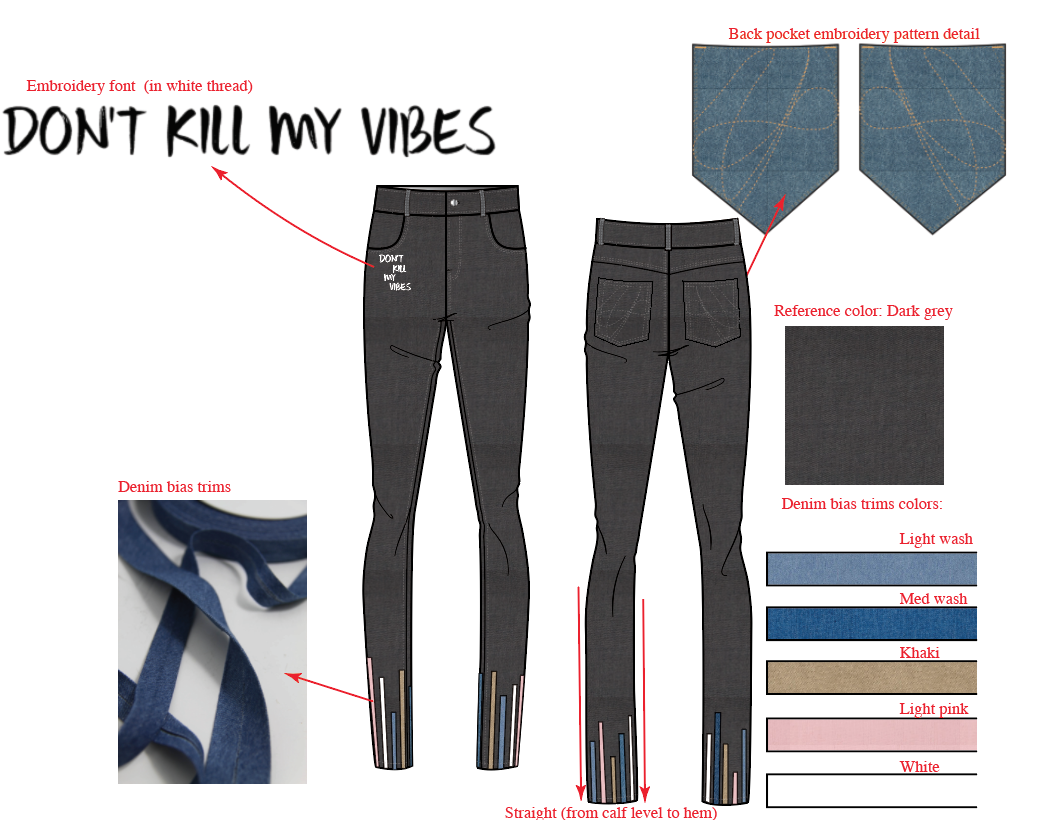 Back pocket embroidery pattern detail
Embroidery font (in white thread)
DON'T KILL MY VIBES
DON'T
KILL
MY
VIBES
Reference color: Dark grey
Denim bias trims
Denim bias trims colors:
Light wash
Med wash
Khaki
Light pink
White
Straight (from calf level to hem)